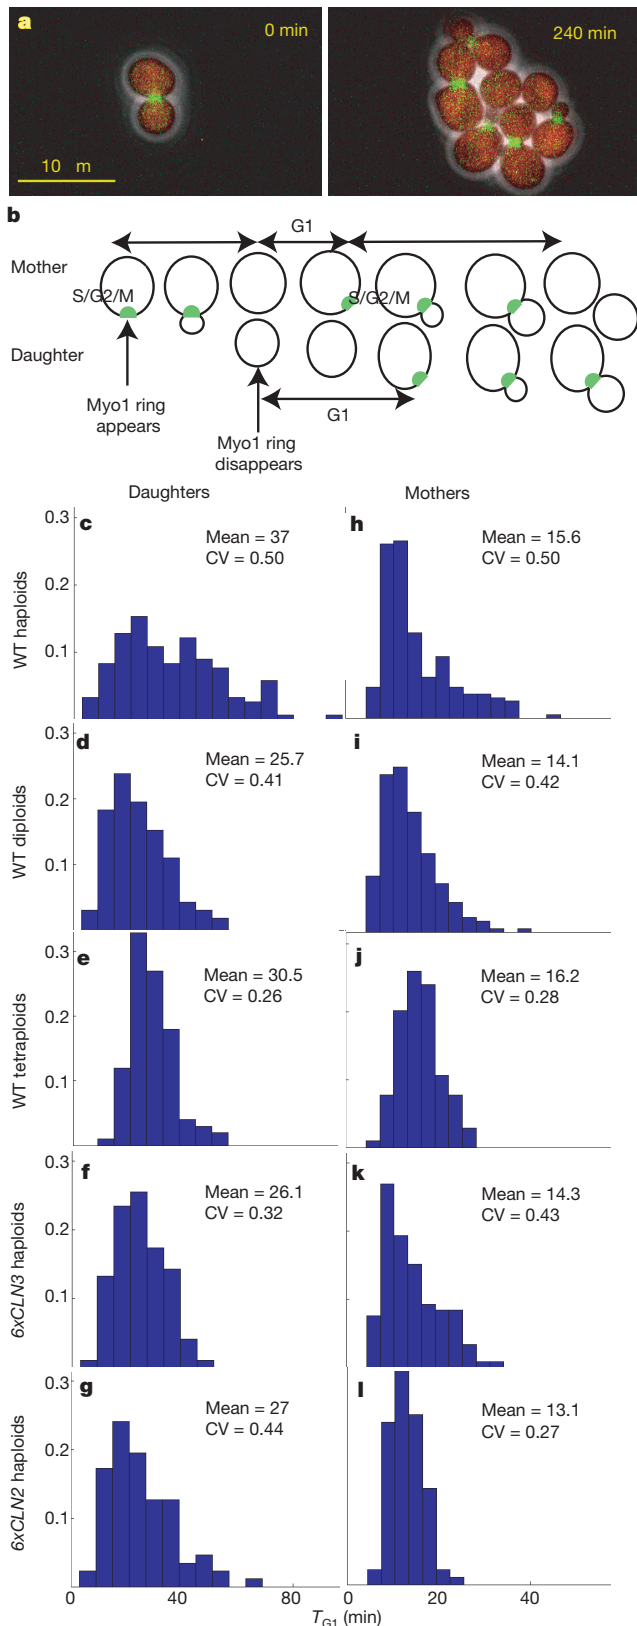 a
0 min
240 min
10 m
b
G1
Mother
S/G2/M
S/G2/M
Daughter
G1
Myo1 ring
appears
Myo1 ring
disappears
Daughters
Mothers
c
Mean = 37
CV = 0.50
h
Mean = 15.6
CV = 0.50
0.3
0.2
0.1
WT haploids
d
Mean = 25.7
CV = 0.41
i
Mean = 14.1
CV = 0.42
0.3
0.2
0.1
WT diploids
e
Mean = 30.5
CV = 0.26
j
Mean = 16.2
CV = 0.28
0.3
0.2
0.1
WT tetraploids
f
Mean = 26.1
CV = 0.32
k
Mean = 14.3
CV = 0.43
0.3
0.2
0.1
6xCLN3 haploids
g
Mean = 27
CV = 0.44
l
Mean = 13.1
CV = 0.27
0.3
0.2
0.1
6xCLN2 haploids
0
40
80
0
20
40
TG1 (min)